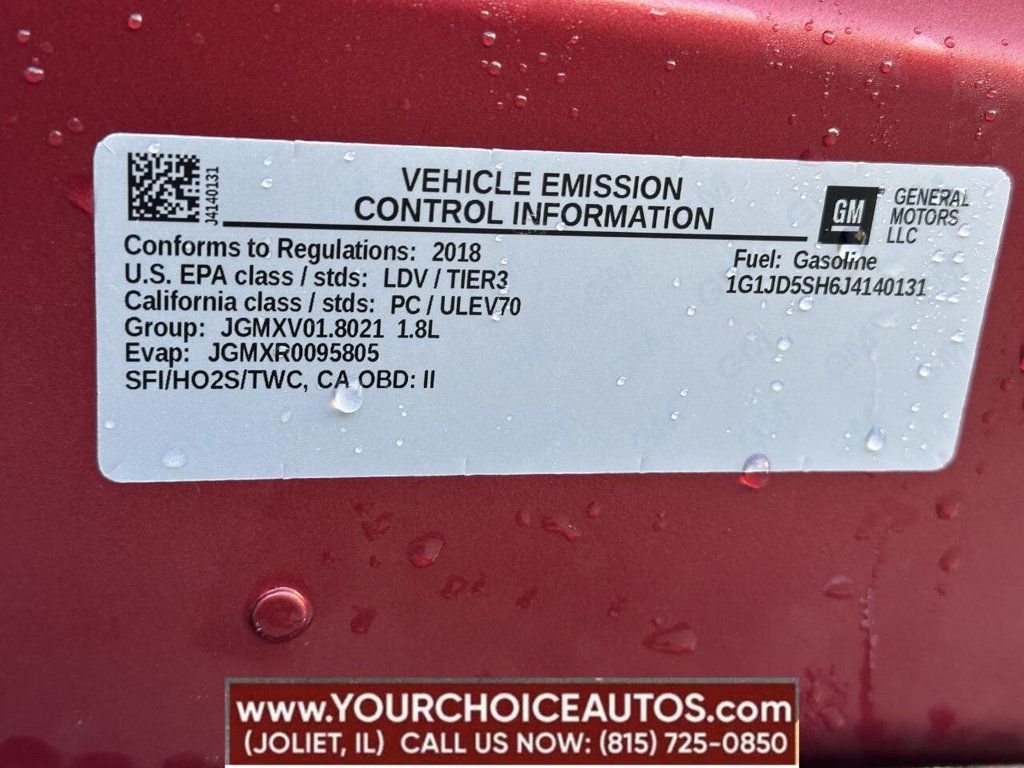 J4140131
VEHICLE EMISSION
CONTROL INFORMATION
GM
GENERAL
MOTORS
LLC
Conforms to Regulations: 2018
U.S. EPA class / stds: LDV / TIER3
California class / stds: PC / ULEV70
Group: JGMXV01.8021 1.8L
Evap: JGMXR0095805
SFI/HO2S/TWC, CA OBD: II
Fuel: Gasoline
1G1JD5SH6J4140131
www.YOURCHOICEAUTOS.com
(JOLIET, IL) CALL US NOW: (815) 725-0850